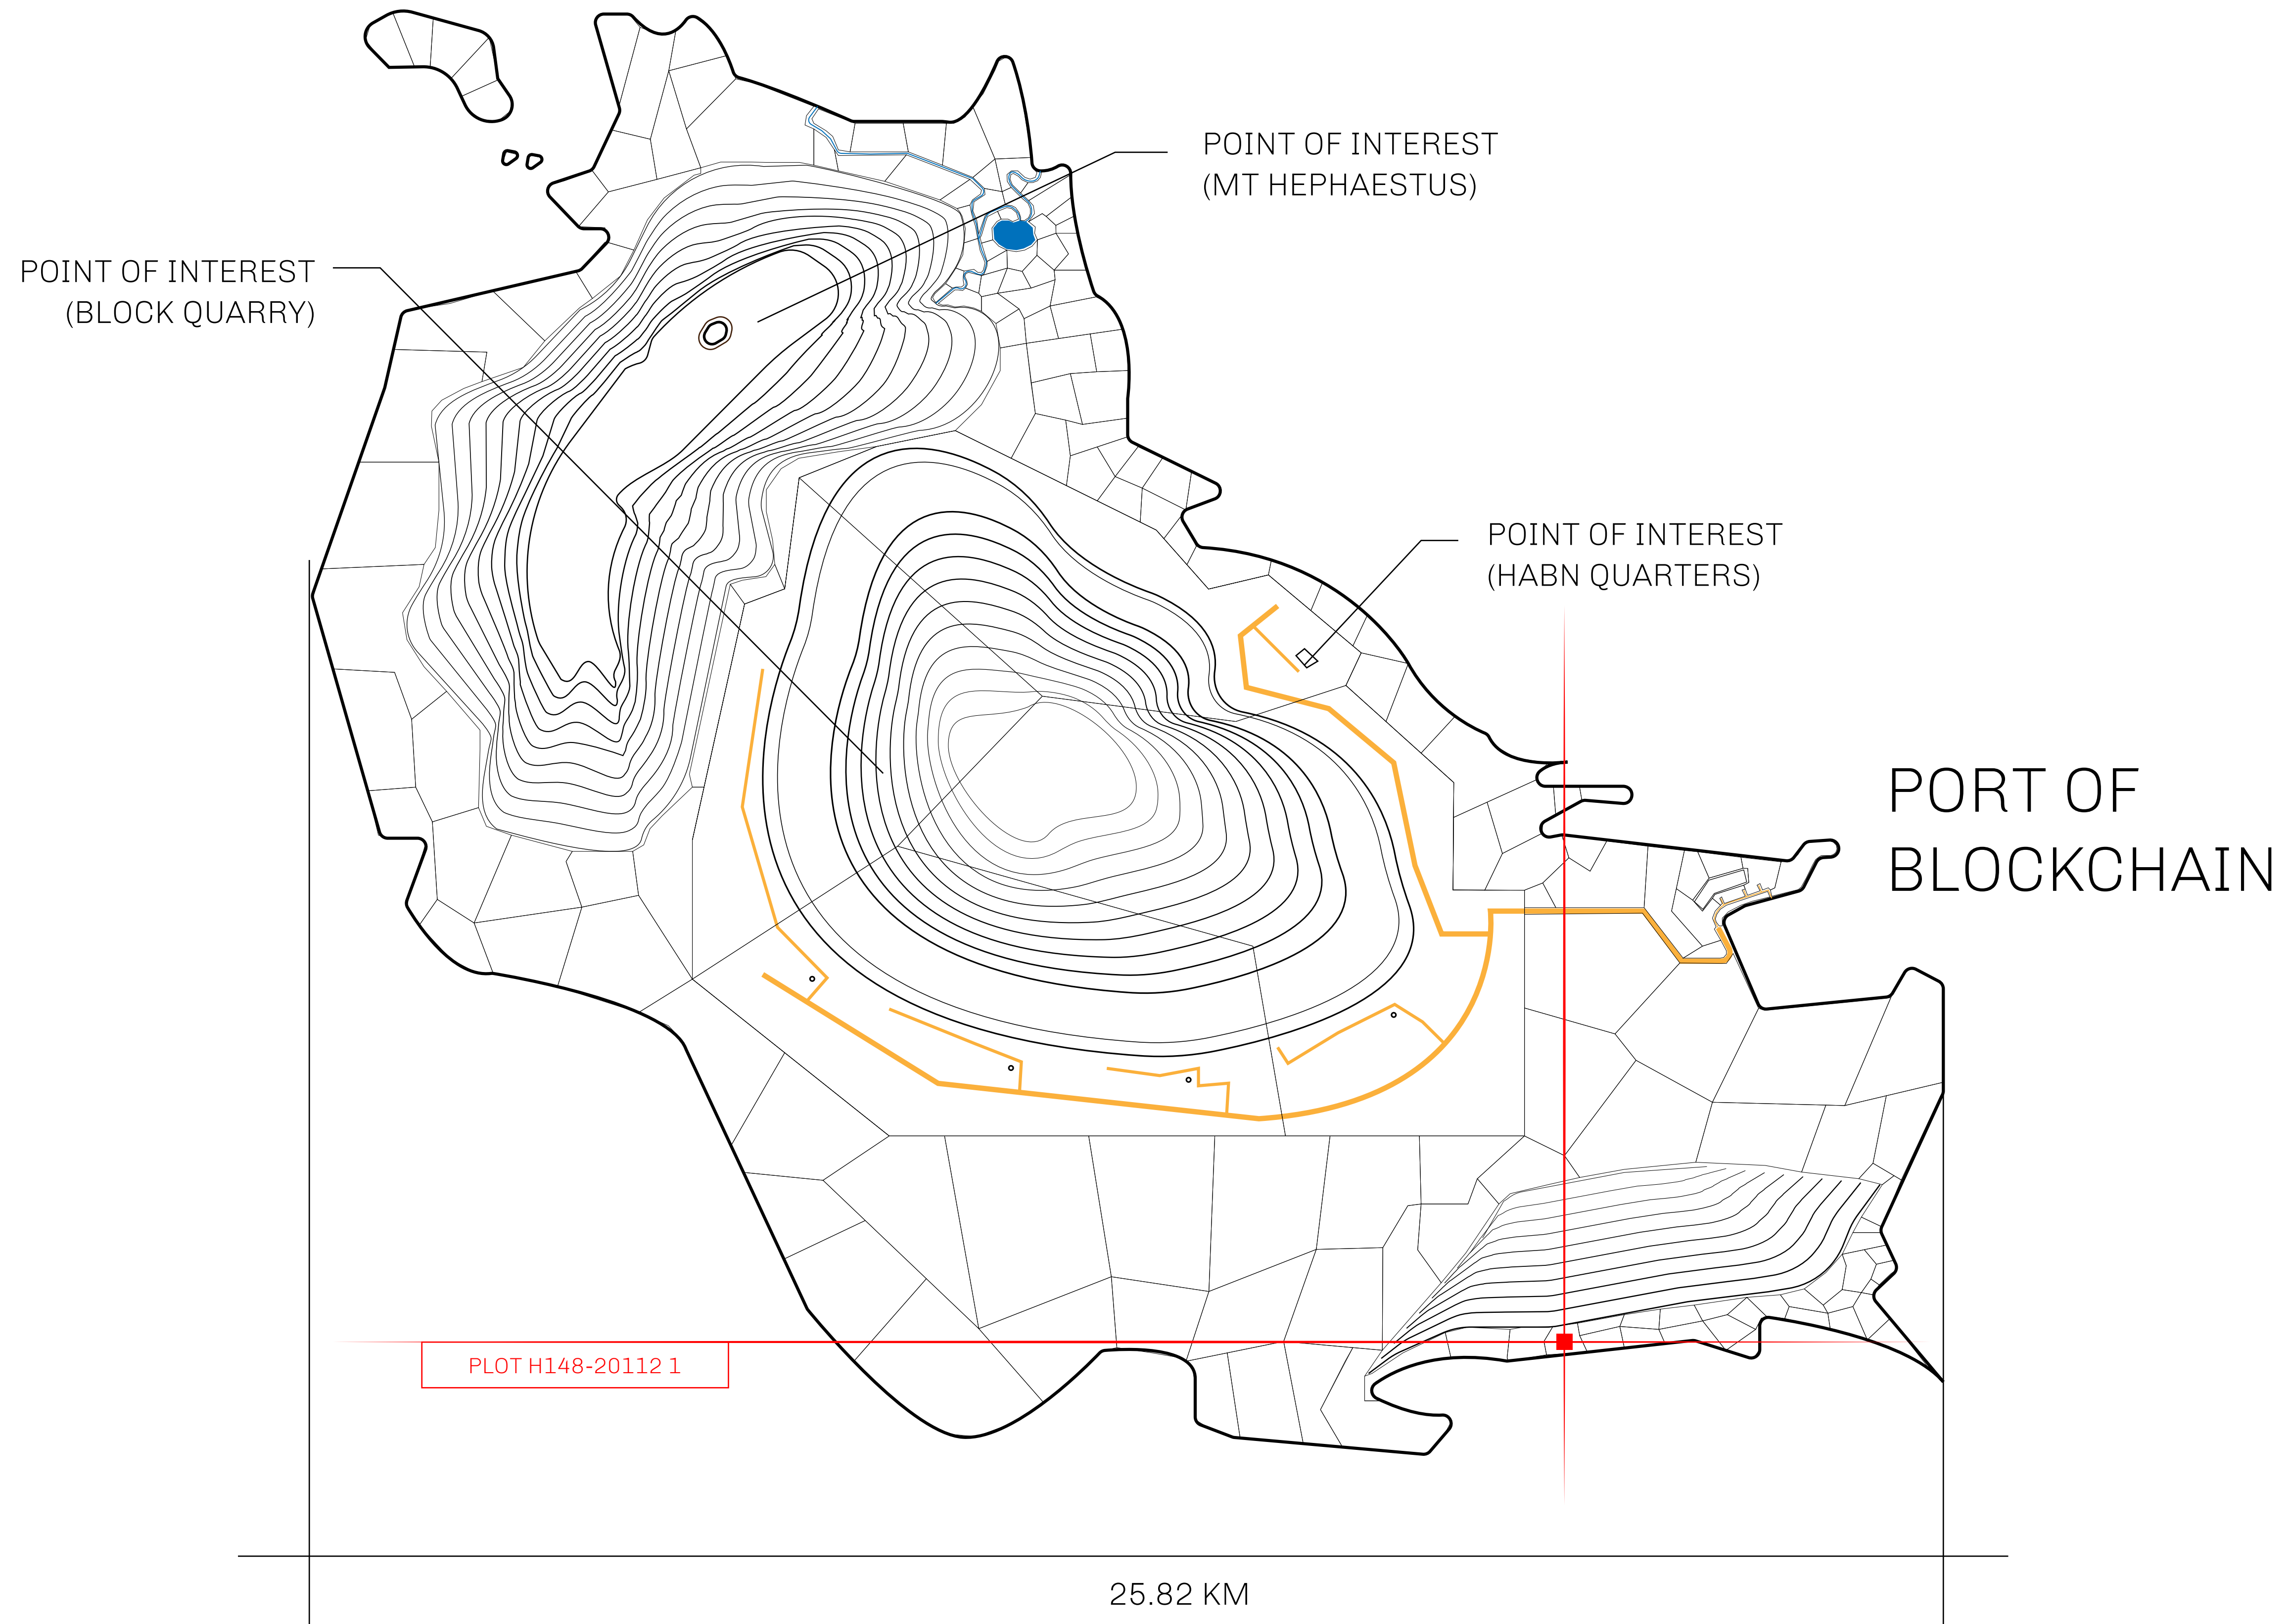 POINT OF INTEREST
(MT HEPHAESTUS)
POINT OF INTEREST
(BLOCK QUARRY)
POINT OF INTEREST
(HABN QUARTERS)
PORT OF
BLOCKCHAIN
PLOT H148-20112 1
25.82 KM